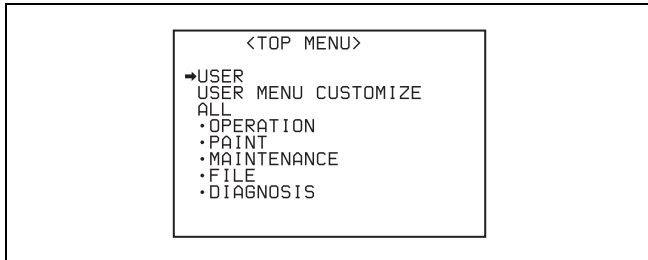 <TOP MENU>
➡USER
USER MENU CUSTOMIZE
ALL
·OPERATION
·PAINT
·MAINTENANCE
·FILE
·DIAGNOSIS